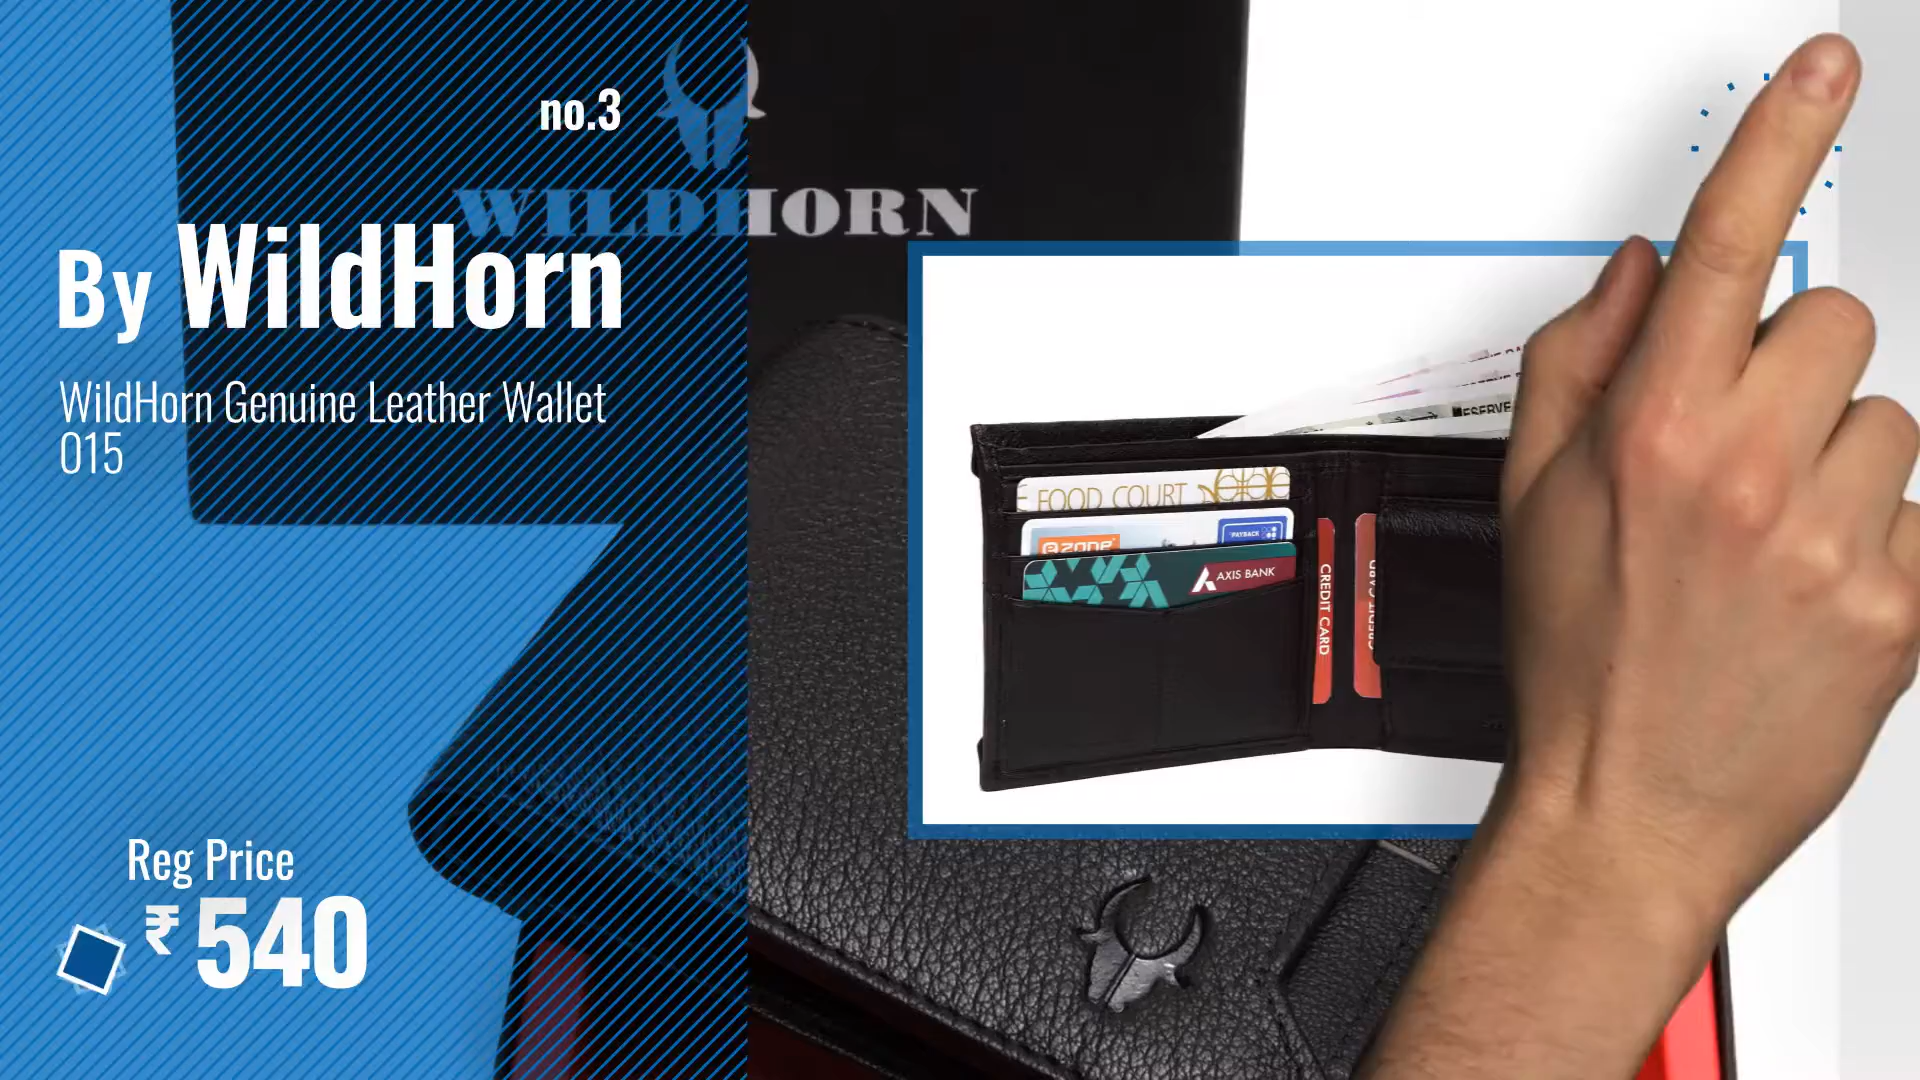 no.3
WILDHORN
By WildHorn
WildHorn Genuine Leather Wallet
015
Reg Price
₹540
FOOD COURT
PAYBACK
AXIS BANK
CREDIT CARD
CREDIT CARD